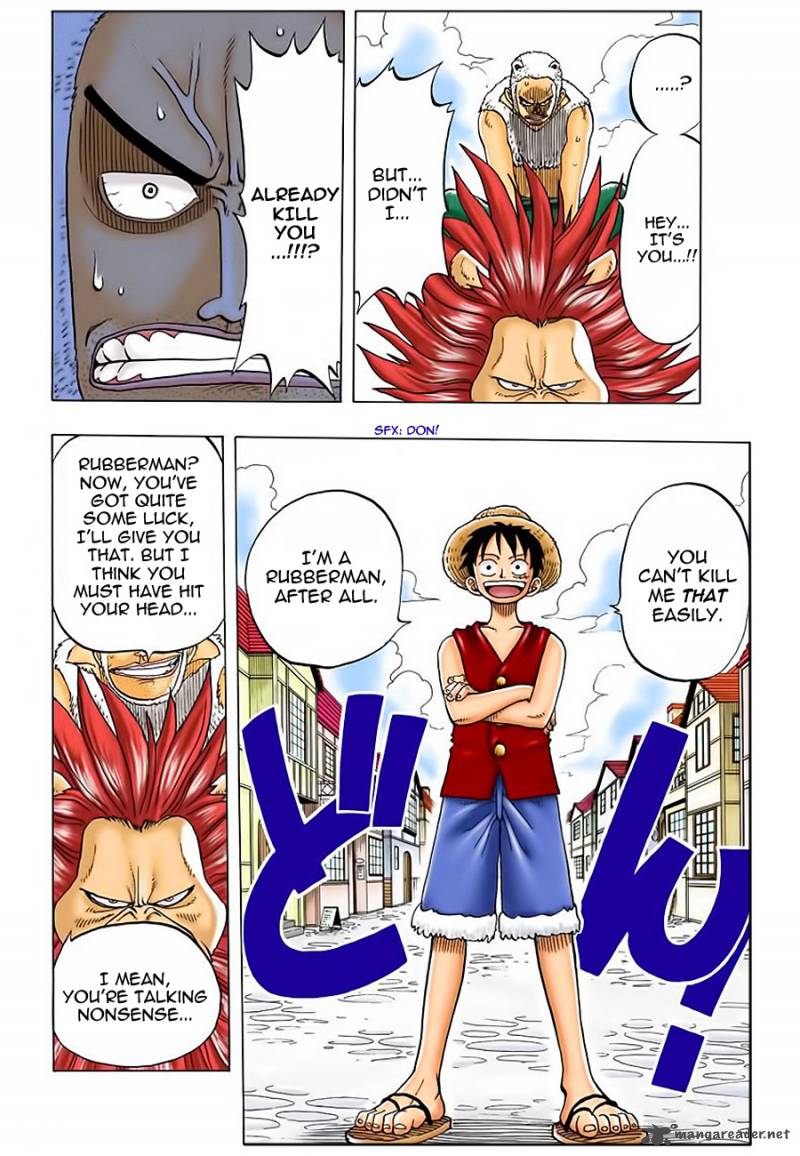 .....?
HEY...
IT'S
YOU...!!
BUT...
DIDN'T
I...
ALREADY
KILL
YOU
...!!!?
SFX: DON!
YOU
CAN'T KILL
ME THAT
EASILY.
I'M A
RUBBERMAN,
AFTER ALL.
どん!
RUBBERMAN?
NOW, YOU'VE
GOT QUITE
SOME LUCK,
I'LL GIVE YOU
THAT. BUT I
THINK YOU
MUST HAVE HIT
YOUR HEAD...
I MEAN,
YOU'RE TALKING
NONSENSE...
mangareader.net